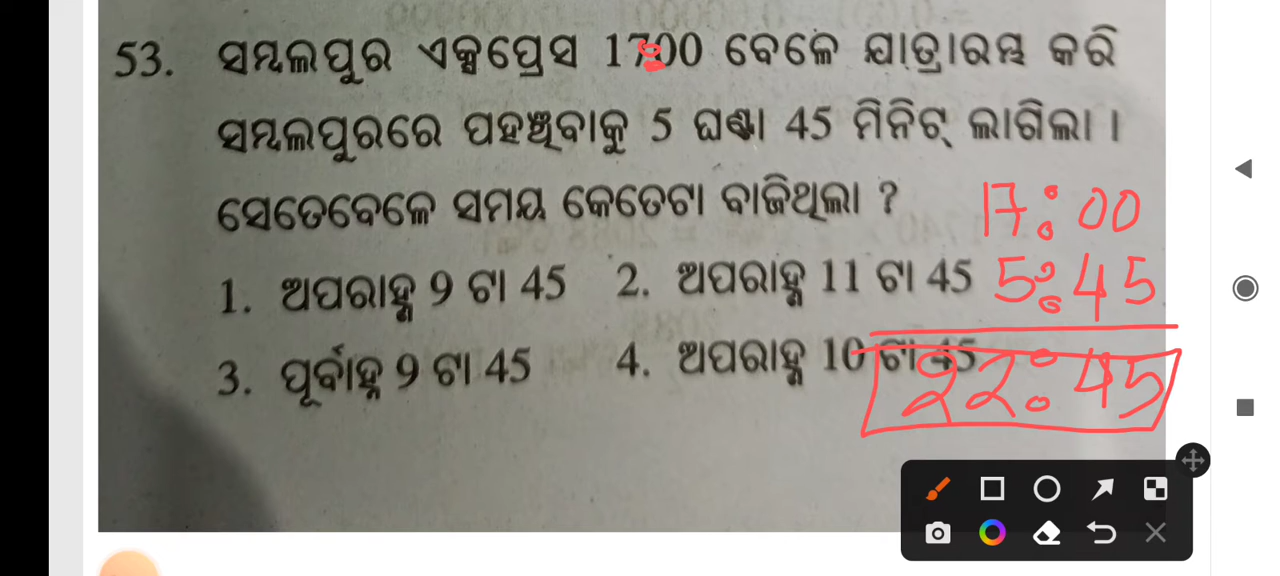 53. ସମ୍ବଲପୁର ଏକ୍ସପ୍ରେସ 1700 ବେଳେ ଯାତ୍ରାରମ୍ଭ କରି
ସମ୍ବଲପୁରରେ ପହଞ୍ଚିବାକୁ 5 ଘଣ୍ଟା 45 ମିନିଟ୍ ଲାଗିଲା ।
ସେତେବେଳେ ସମୟ କେତେଟା ବାଜିଥିଲା ?
17:00
1. ଅପରାହ୍ନ 9 ଟା 45 2. ଅପରାହ୍ନ 11 ଟା 45
5:45
3. ପୂର୍ବାହ୍ନ 9 ଟା 45 4. ଅପରାହ୍ନ 10 ଟା 45
22:45